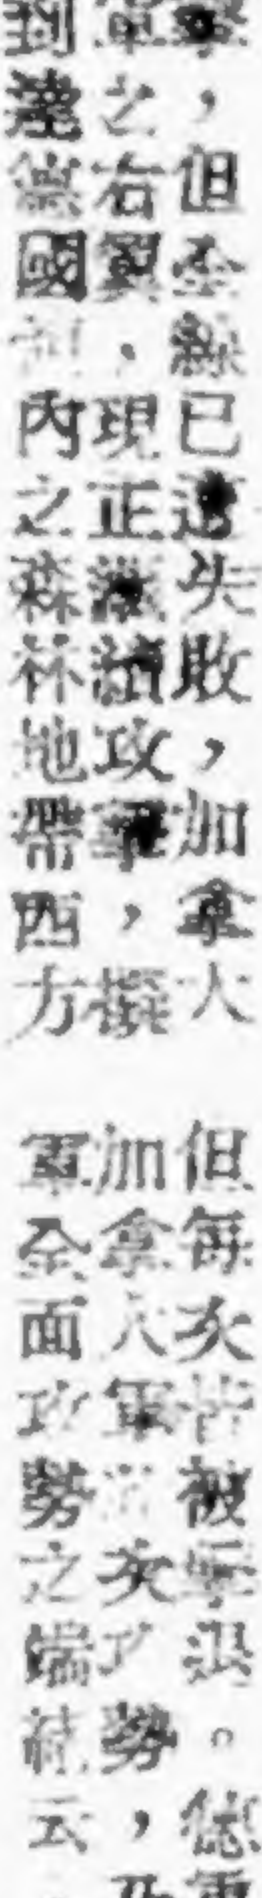 擊，但全線已遭失敗，加拿大
軍之右翼，現正繼續攻擊，據
到達德國 內之森林地帶西方
但每次皆被擊退。德軍
加拿大軍 次攻勢，乃
軍全面攻勢之端緒云